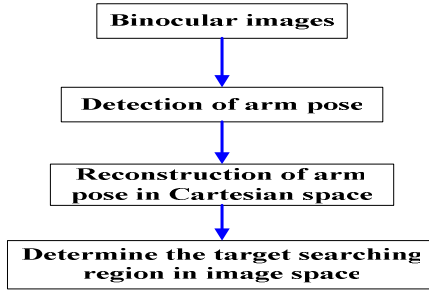 Binocular images
Detection of arm pose
Reconstruction of arm
pose in Cartesian space
Determine the target searching
region in image space